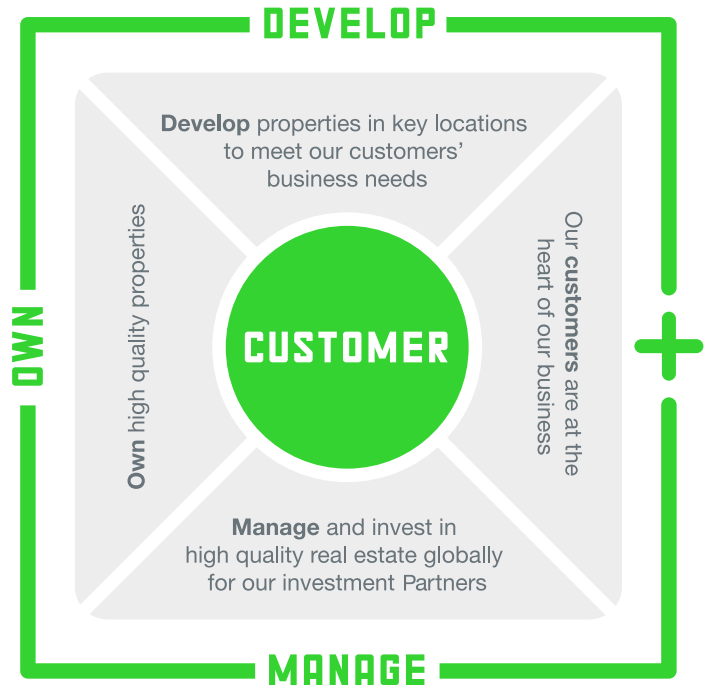 DEVELOP
Develop properties in key locations
to meet our customers’
business needs
OWN
Own high quality properties
CUSTOMER
Our customers are at the
heart of our business
+
Manage and invest in
high quality real estate globally
for our investment Partners
MANAGE